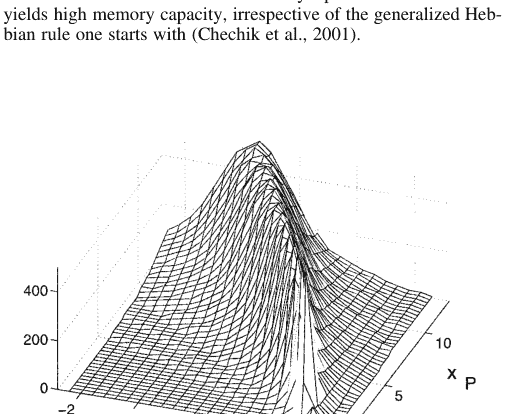 yields high memory capacity, irrespective of the generalized Heb-
bian rule one starts with (Chechik et al., 2001).
400
200
0
-2
10
5
x P